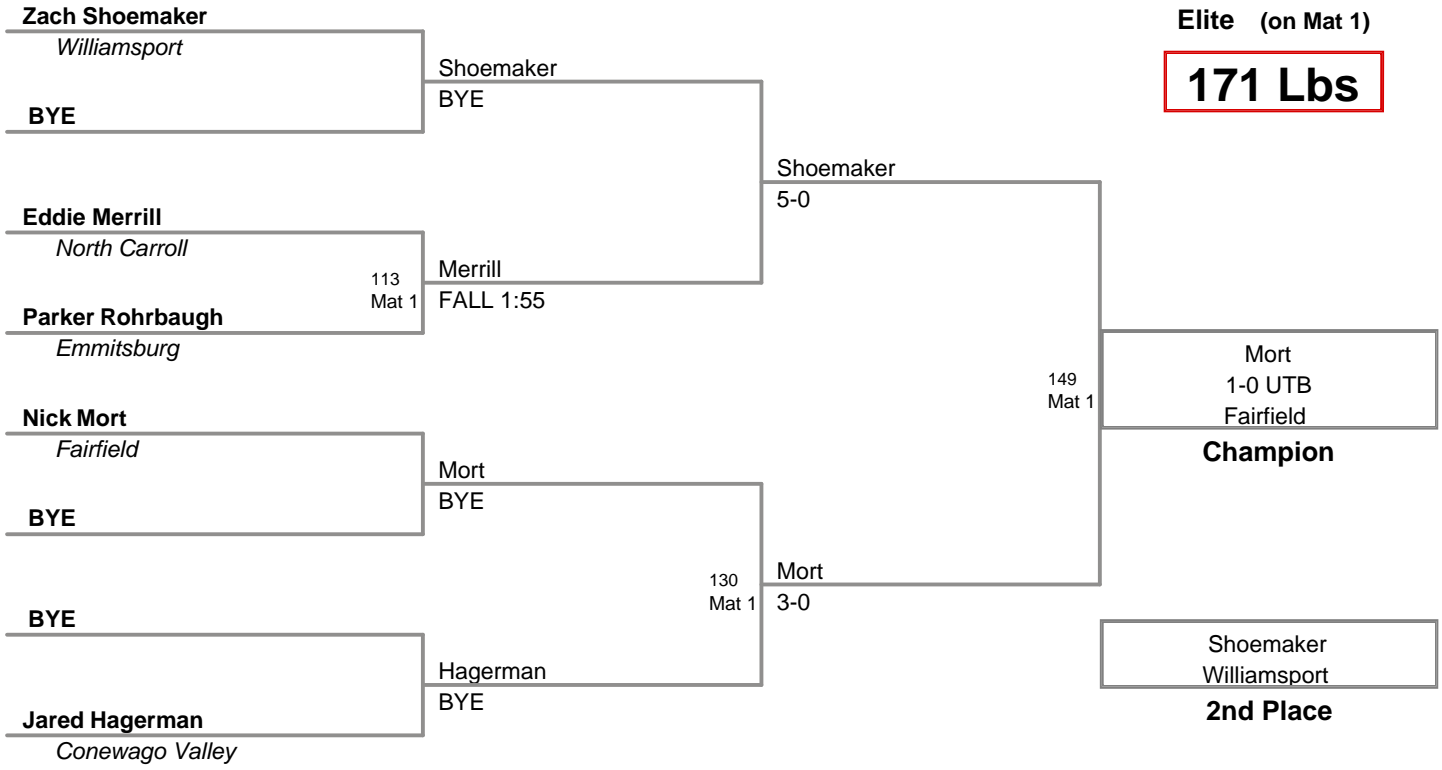 Zach Shoemaker
Williamsport
BYE
Eddie Merrill
North Carroll
Parker Rohrbaugh
Emmitsburg
Nick Mort
Fairfield
BYE
BYE
Jared Hagerman
Conewago Valley
113
Mat 1
Shoemaker
BYE
Merrill
FALL 1:55
Mort
BYE
Hagerman
BYE
130
Mat 1
Shoemaker
5-0
Mort
3-0
149
Mat 1
Elite (on Mat 1)
171 Lbs
Mort
1-0 UTB
Fairfield
Champion
Shoemaker
Williamsport
2nd Place